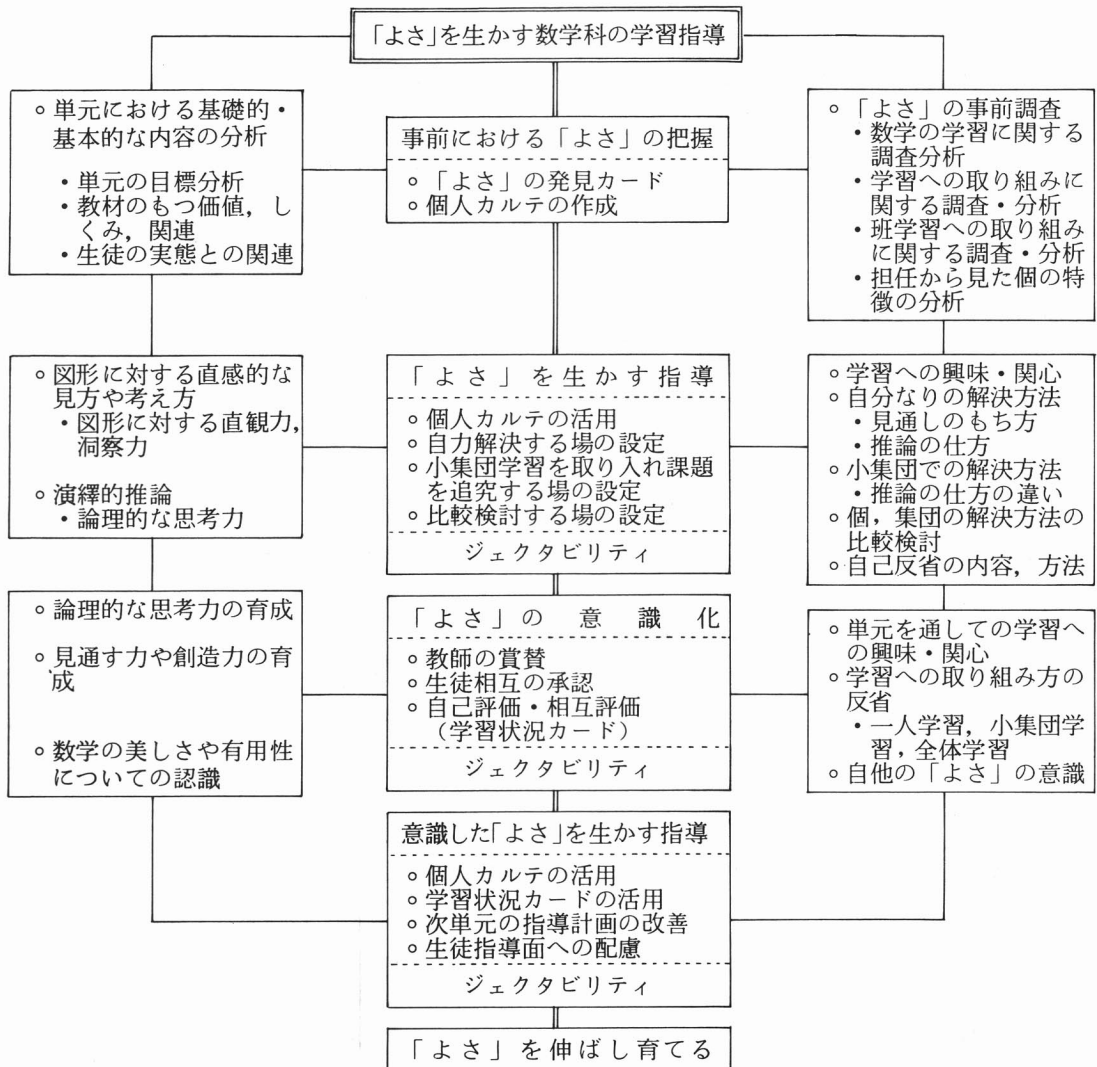 「よさ」を生かす数学科の学習指導
○ 単元における基礎的・
基本的な内容の分析
・単元の目標分析
・教材のもつ価値，し
くみ，関連
・生徒の実態との関連
事前における「よさ」の把握
○「よさ」の発見カード
○ 個人カルテの作成
○「よさ」の事前調査
・数学の学習に関する
調査分析
・学習への取り組みに
関する調査・分析
・班学習への取り組み
に関する調査・分析
・担任から見た個の特
徴の分析
○ 図形に対する直感的な
見方や考え方
・図形に対する直観力，
洞察力
○ 演繹的推論
・論理的な思考力
「よさ」を生かす指導
○ 個人カルテの活用
○ 自力解決する場の設定
○ 小集団学習を取り入れ課題
を追究する場の設定
○ 比較検討する場の設定
ジェクタビリティ
○ 学習への興味・関心
○ 自分なりの解決方法
・見通しのもち方
・推論の仕方
○ 小集団での解決方法
・推論の仕方の違い
○ 個，集団の解決方法の
比較検討
○ 自己反省の内容，方法
○ 論理的な思考力の育成
○ 見通す力や創造力の育
成
○ 数学の美しさや有用性
についての認識
「よさ」の意識化
○ 教師の賞賛
○ 生徒相互の承認
○ 自己評価・相互評価
（学習状況カード）
ジェクタビリティ
○ 単元を通しての学習へ
の興味・関心
○ 学習への取り組み方の
反省
・一人学習，小集団学
習，全体学習
○ 自他の「よさ」の意識
意識した「よさ」を生かす指導
○ 個人カルテの活用
○ 学習状況カードの活用
○ 次単元の指導計画の改善
○ 生徒指導面への配慮
ジェクタビリティ
「よさ」を伸ばし育てる